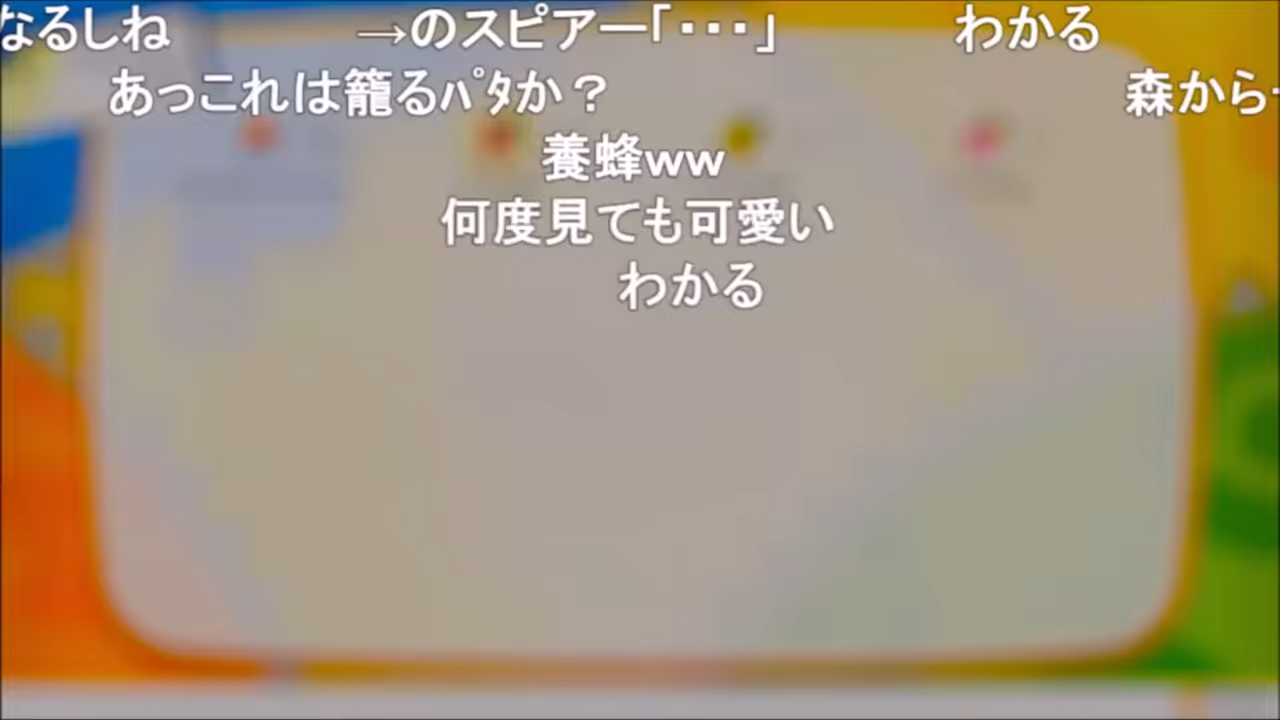 なるしね
→のスピアー「・・・」
わかる
あっこれは籠るﾊﾟﾀか？
森から
養蜂ww
何度見ても可愛い
わかる